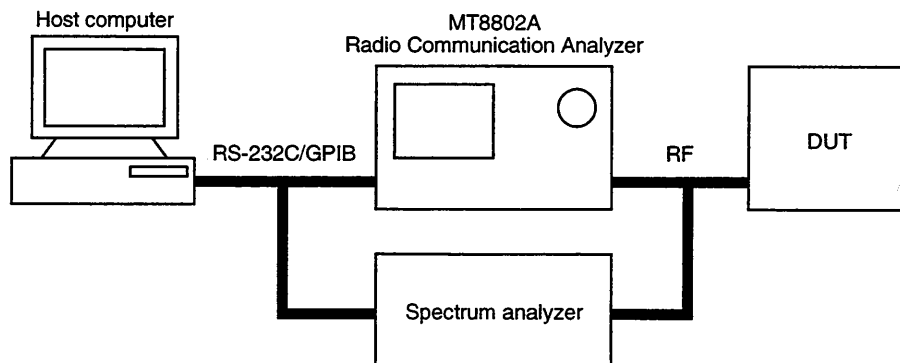 Host computer
MT8802A
Radio Communication Analyzer
RS-232C/GPIB
RF
DUT
Spectrum analyzer